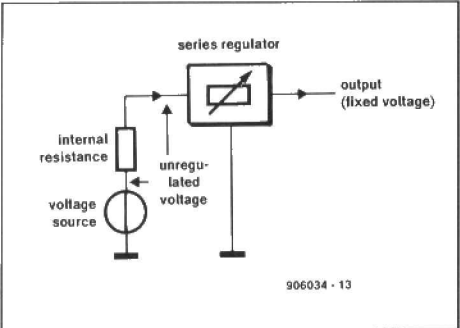 series regulator
output
(fixed voltage)
internal
resistance
unregu-
lated
voltage
voltage
source
906034 - 13